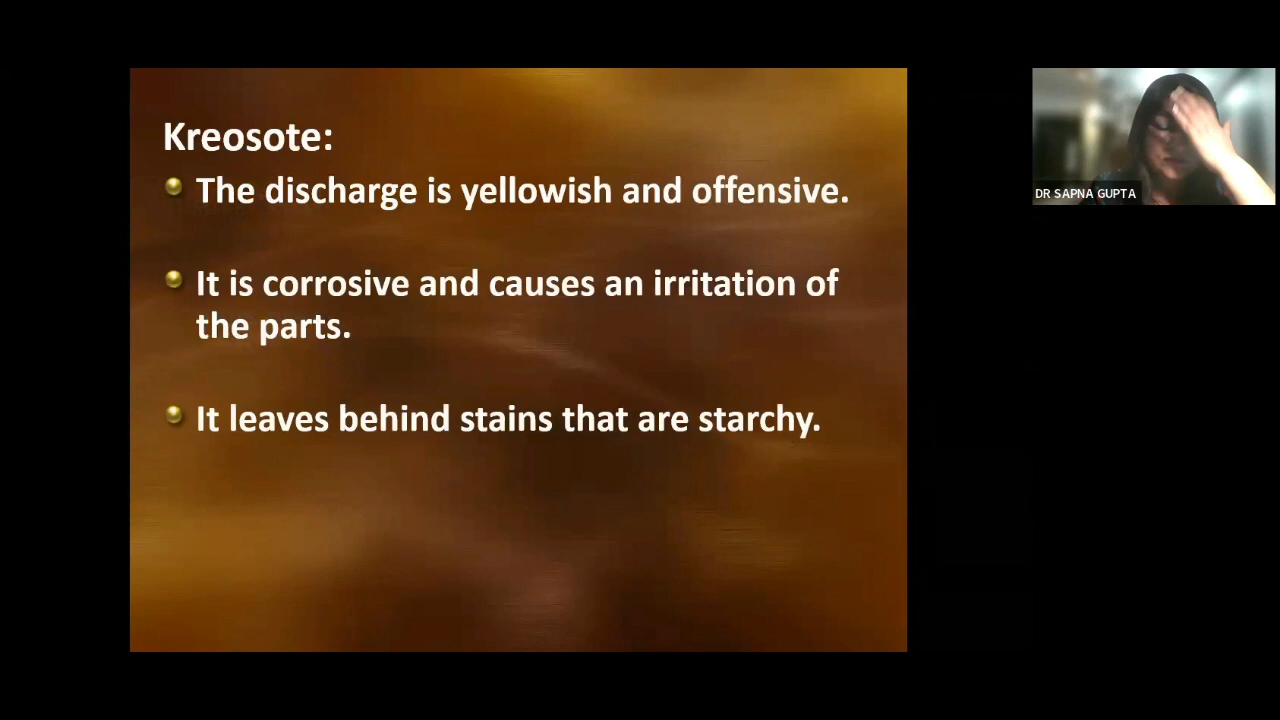 Kreosote:
The discharge is yellowish and offensive.
It is corrosive and causes an irritation of
the parts.
It leaves behind stains that are starchy.
DR SAPNA GUPTA